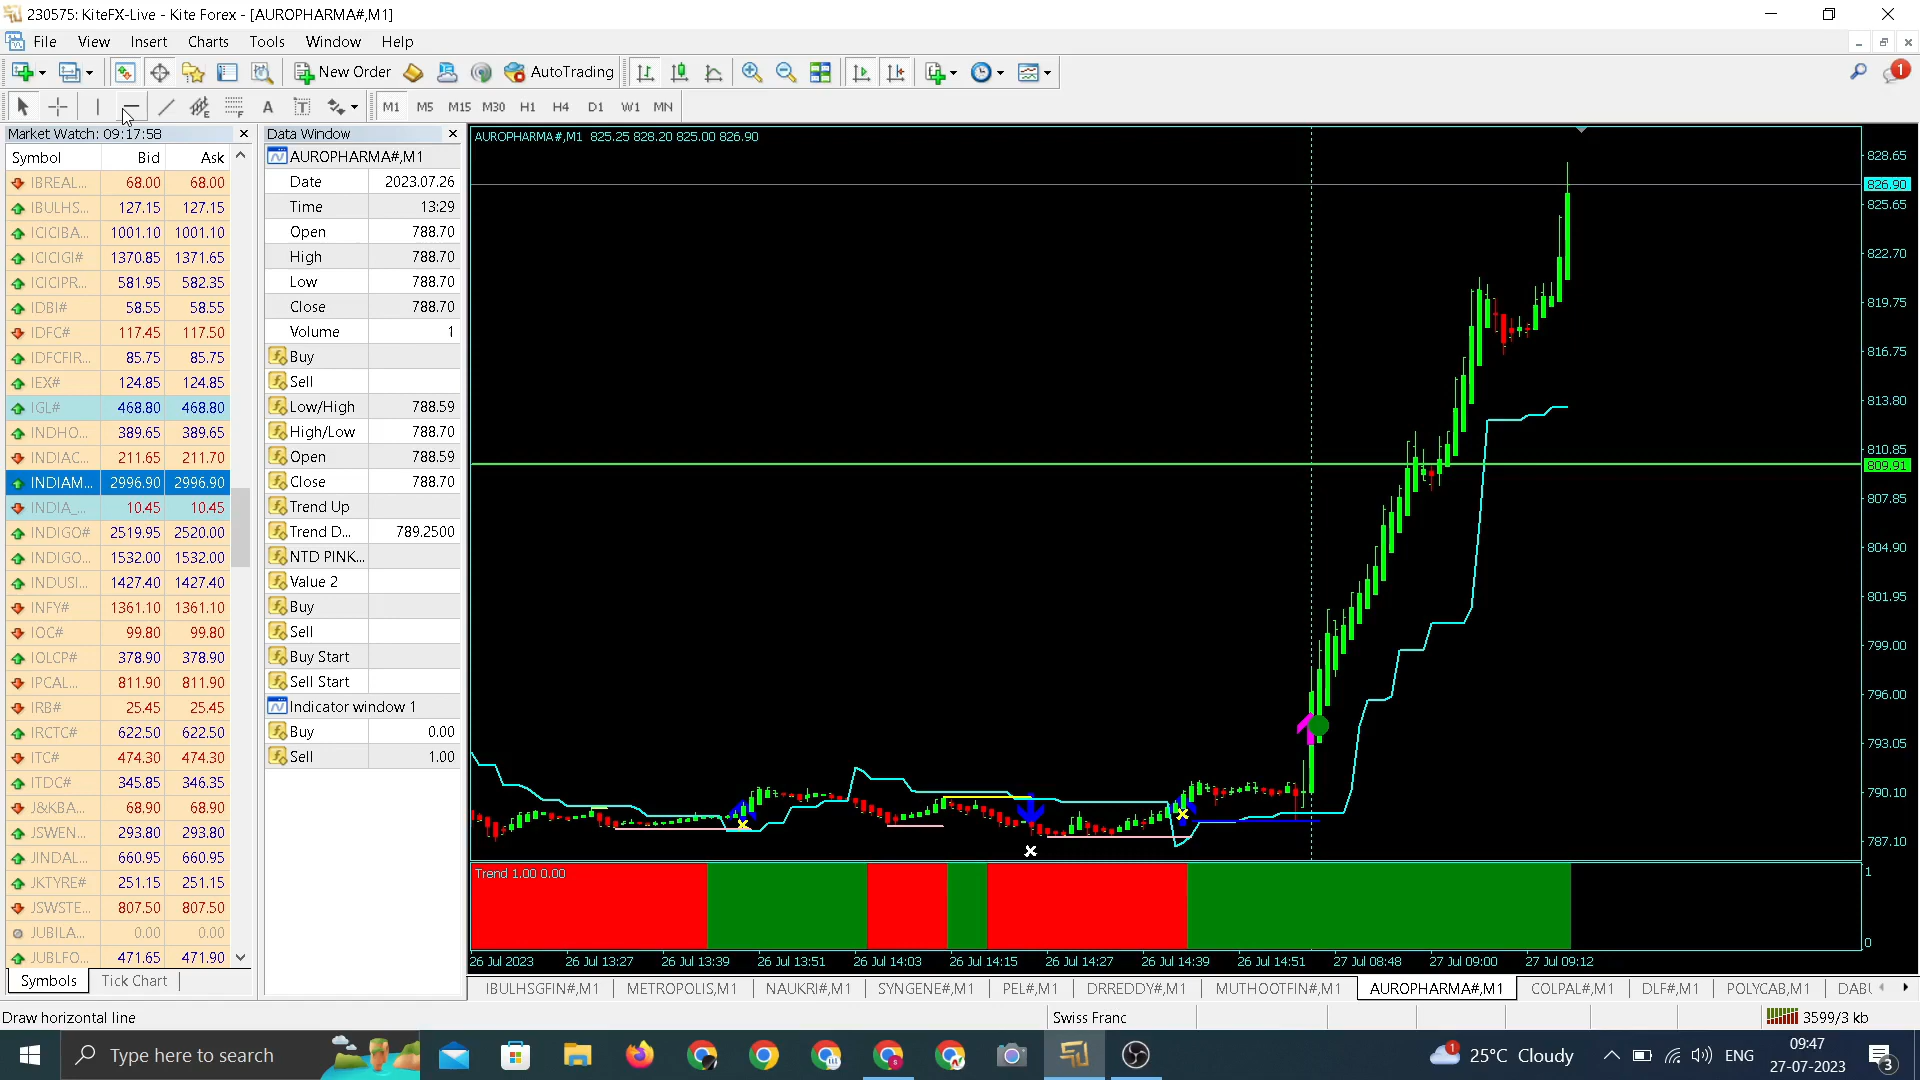 230575: KiteFX-Live - Kite Forex - [AUROPHARMA#,M1]
File View Insert Charts Tools Window Help
New Order AutoTrading 1
A T M1 M5 M15 M30 H1 H4 D1 W1 MN
Market Watch: 09:17:58
Symbol Bid Ask
IBREAL... 68.00 68.00
IBULHS... 127.15 127.15
ICICIBA... 1001.10 1001.10
ICICIGI# 1370.85 1371.65
ICICIPR... 581.95 582.35
IDBI# 58.55 58.55
IDFC# 117.45 117.50
IDFCFIR... 85.75 85.75
IEX# 124.85 124.85
IGL# 468.80 468.80
INDHO... 389.65 389.65
INDIAC... 211.65 211.70
INDIAM... 2996.90 2996.90
INDIA_... 10.45 10.45
INDIGO# 2519.95 2520.00
INDIGO... 1532.00 1532.00
INDUSI... 1427.40 1427.40
INFY# 1361.10 1361.10
IOC# 99.80 99.80
IOLCP# 378.90 378.90
IPCAL... 811.90 811.90
IRB# 25.45 25.45
IRCTC# 622.50 622.50
ITC# 474.30 474.30
ITDC# 345.85 346.35
J&KBA... 68.90 68.90
JSWEN... 293.80 293.80
JINDAL... 660.95 660.95
JKTYRE# 251.15 251.15
JSWSTE... 807.50 807.50
JUBILA... 0.00 0.00
JUBLFO... 471.65 471.90
Symbols Tick Chart
Data Window
AUROPHARMA#,M1
Date 2023.07.26
Time 13:29
Open 788.70
High 788.70
Low 788.70
Close 788.70
Volume 1
Buy
Sell
Low/High 788.59
High/Low 788.70
Open 788.59
Close 788.70
Trend Up
Trend D... 789.2500
NTD PINK...
Value 2
Buy
Sell
Buy Start
Sell Start
Indicator window 1
Buy 0.00
Sell 1.00
AUROPHARMA#,M1 825.25 828.20 825.00 826.90
828.65
826.90
825.65
822.70
819.75
816.75
813.80
810.85
809.91
807.85
804.90
801.95
799.00
796.00
793.05
790.10
787.10
Trend 1.00 0.00
1
0
26 Jul 2023 26 Jul 13:27 26 Jul 13:39 26 Jul 13:51 26 Jul 14:03 26 Jul 14:15 26 Jul 14:27 26 Jul 14:39 26 Jul 14:51 27 Jul 08:48 27 Jul 09:00 27 Jul 09:12
IBULHSGFIN#,M1 METROPOLIS,M1 NAUKRI#,M1 SYNGENE#,M1 PEL#,M1 DRREDDY#,M1 MUTHOOTFIN#,M1 AUROPHARMA#,M1 COLPAL#,M1 DLF#,M1 POLYCAB,M1 DABU
Draw horizontal line Swiss Franc 3599/3 kb
Type here to search 1 25°C Cloudy ENG 09:47
27-07-2023 3